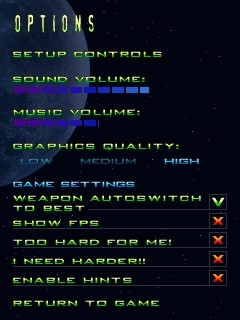 OPTIONS
SETUP CONTROLS
SOUND VOLUME:
MUSIC VOLUME:
GRAPHICS QUALITY:
LOW MEDIUM HIGH
GAME SETTINGS
WEAPON AUTOSWITCH
TO BEST
SHOW FPS
TOO HARD FOR ME!
I NEED HARDER!!
ENABLE HINTS
RETURN TO GAME